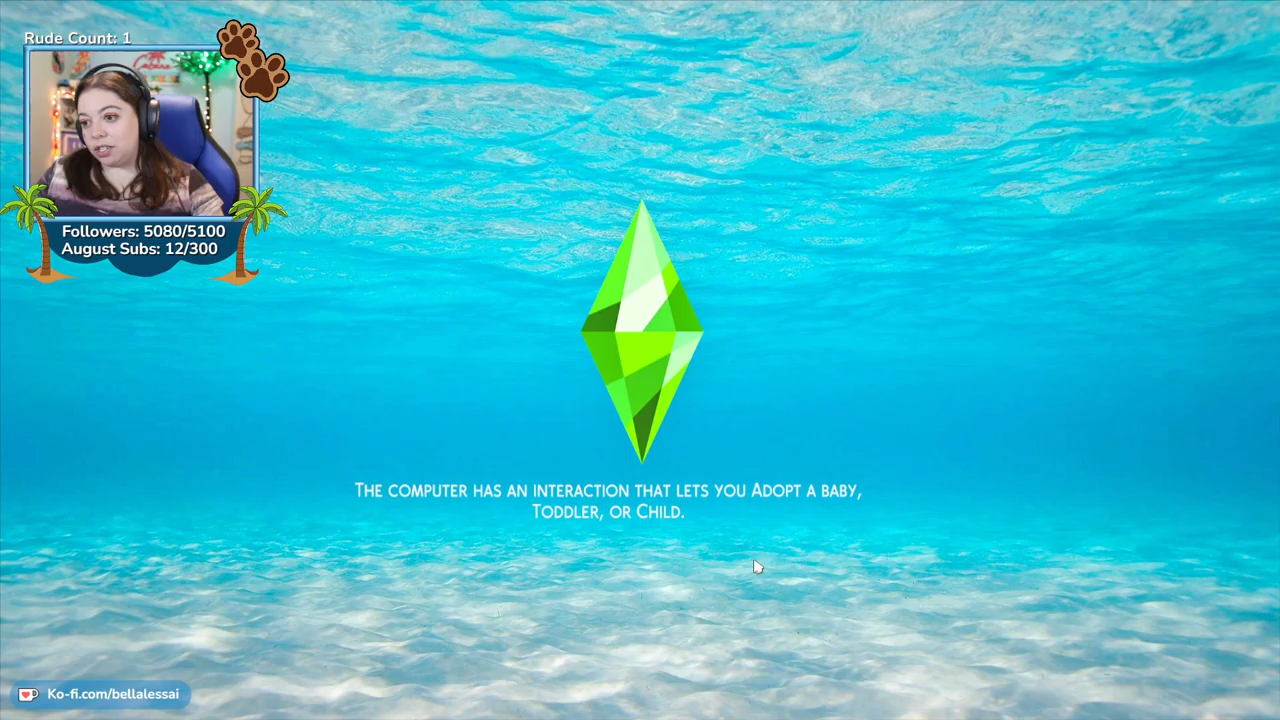 Rude Count: 1
Followers: 5080/5100
August Subs: 12/300
The computer has an interaction that lets you Adopt a baby,
Toddler, or Child.
Ko-fi.com/bellalessai